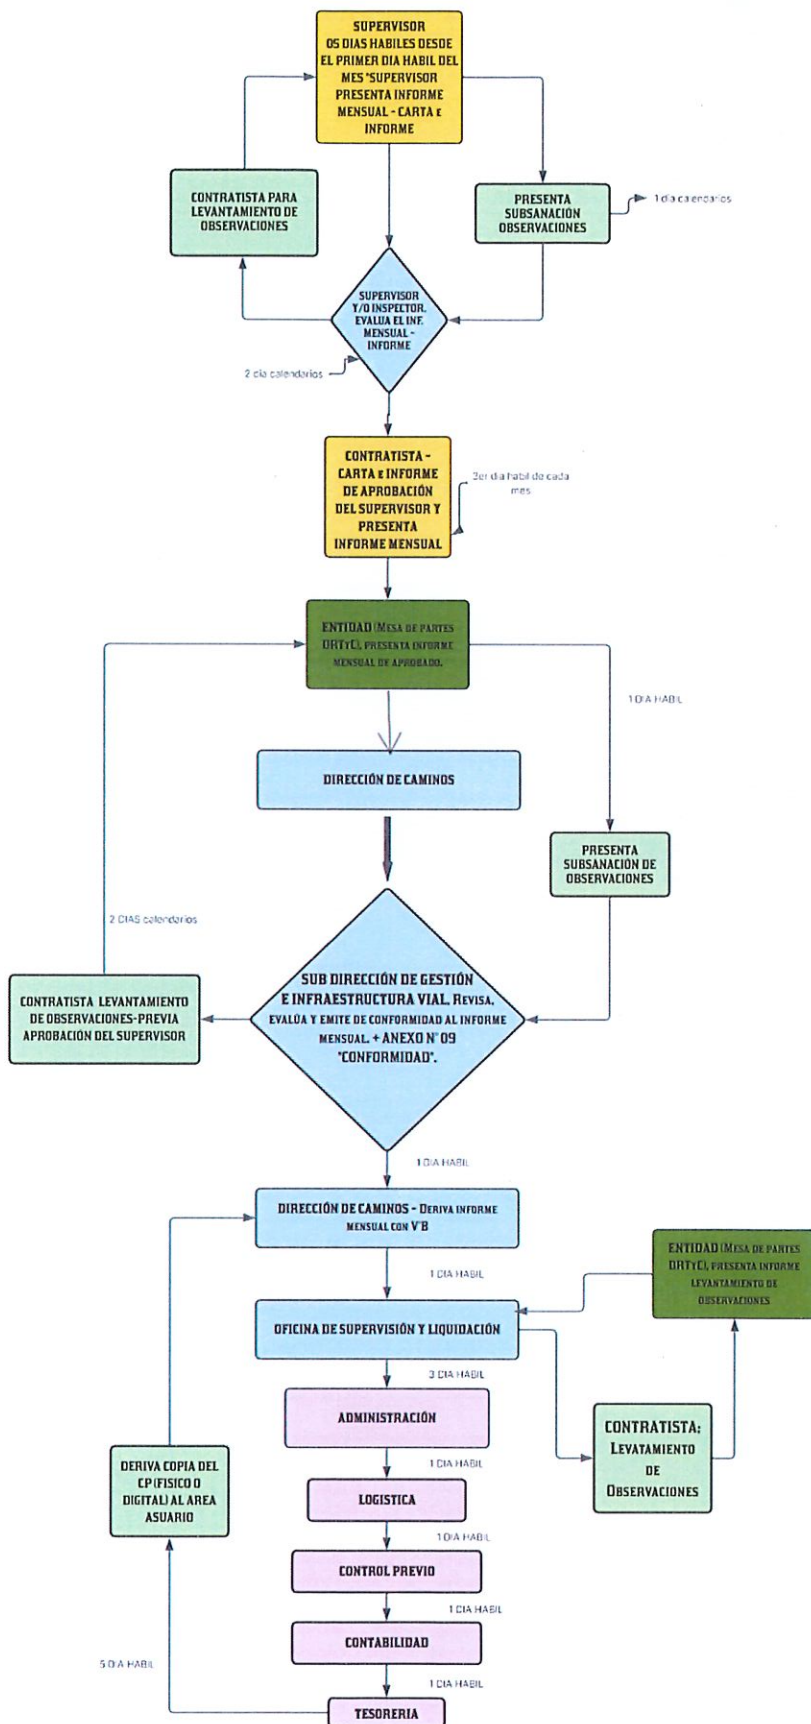 SUPERVISOR
05 DIAS HABILES DESDE
EL PRIMER DIA HABIL DEL
MES "SUPERVISOR
PRESENTA INFORME
MENSUAL - CARTA E
INFORME
CONTRATISTA PARA
LEVANTAMIENTO DE
OBSERVACIONES
PRESENTA
SUBSANACIÓN
OBSERVACIONES
1 día calendarios
SUPERVISOR
Y/O INSPECTOR.
EVALUA EL INF.
MENSUAL -
INFORME
2 día calendarios
CONTRATISTA -
CARTA E INFORME
DE APROBACIÓN
DEL SUPERVISOR Y
PRESENTA
INFORME MENSUAL
3er día habil de cada
mes
ENTIDAD (MESA DE PARTES
DRTYC), PRESENTA INFORME
MENSUAL DE APROBADO.
1 DIA HABIL
DIRECCIÓN DE CAMINOS
PRESENTA
SUBSANACIÓN DE
OBSERVACIONES
2 DIAS calendarios
CONTRATISTA LEVANTAMIENTO
DE OBSERVACIONES-PREVIA
APROBACIÓN DEL SUPERVISOR
SUB DIRECCIÓN DE GESTIÓN
E INFRAESTRUCTURA VIAL. REVISA,
EVALÚA Y EMITE DE CONFORMIDAD AL INFORME
MENSUAL. + ANEXO N° 09
"CONFORMIDAD".
1 DIA HABIL
DIRECCIÓN DE CAMINOS - DERIVA INFORME
MENSUAL CON V°B
1 DIA HABIL
ENTIDAD (MESA DE PARTES
DRTYC), PRESENTA INFORME
LEVANTAMIENTO DE
OBSERVACIONES
OFICINA DE SUPERVISIÓN Y LIQUIDACIÓN
3 DIA HABIL
ADMINISTRACIÓN
CONTRATISTA:
LEVATAMIENTO
DE
OBSERVACIONES
1 DIA HABIL
DERIVA COPIA DEL
CP (FISICO O
DIGITAL) AL AREA
ASUARIO
LOGISTICA
1 DIA HABIL
CONTROL PREVIO
1 DIA HABIL
CONTABILIDAD
5 DIA HABIL
1 DIA HABIL
TESORERIA